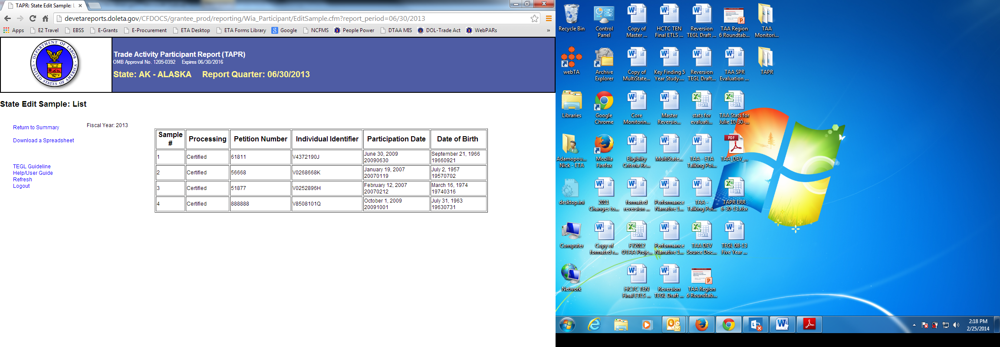 TAPR: State Edit Sample: L
devetareports.doleta.gov/CFDOCS/grantee_prod/reporting/Wia_Participant/EditSample.cfm?report_period=06/30/2013
Apps E2 Travel EBSS E-Grants E-Procurement ETA Desktop ETA Forms Library Google NCFMS People Power DTAA MIS DOL-Trade Act WebPARs »
DEPARTMENT OF LABOR
UNITED STATES OF AMERICA
Trade Activity Participant Report (TAPR)
OMB Approval No. 1205-0392 Expires 06/30/2016
State: AK - ALASKA Report Quarter: 06/30/2013
State Edit Sample: List
Return to Summary
Download a Spreadsheet
TEGL Guideline
Help/User Guide
Refresh
Logout
Fiscal Year: 2013
Sample # Processing Petition Number Individual Identifier Participation Date Date of Birth
1 Certified 61811 V4372190J June 30, 2009 September 21, 1966
20090630 19660921
2 Certified 56668 V0268668K January 19, 2007 July 2, 1957
20070119 19570702
3 Certified 51877 V0252896H February 12, 2007 March 16, 1974
20070212 19740316
4 Certified 888888 V8508101Q October 1, 2009 July 31, 1963
20091001 19630731
Recycle Bin Control Copy of HCTC TEN Reversion TAA Region TAA
Panel Master ... Final ETLS ... TEGL Draft ... 6 Roundtab... Monitori...
webTA Archive Copy of Key Finding 5 Reversion TAA SPR TAPR
Explorer MultiState... Year Study.... TEGL Draft... Evaluation ...
Libraries Google Core Master stats for TAA Stats for
Chrome Monitorin... Reversio... evaluati... Julie 10-30-...
PDF
Adamopou... Mozilla Eligibilty MultiState... TAA - ETA TAA_DEV_...
Nick - ETA Firefox Criteria Re... Talking Poi...
desktop.ini 2011 formated Performance TAA - TAPR ERR
Changes to... reversion ... Narrative 1... Talking Poi... 6-30-13.xlsx
Computer Copy of FY2012 Performance TAA DEV TEGL 08-13
formated r... OTAA Proje... Narrative 1... Source Doc... Five Year ...
Network HCTC TEN Reversion TAA Region
Final ETLS ... TEGL Draft ... 6 Roundtab...
2:18 PM
2/25/2014